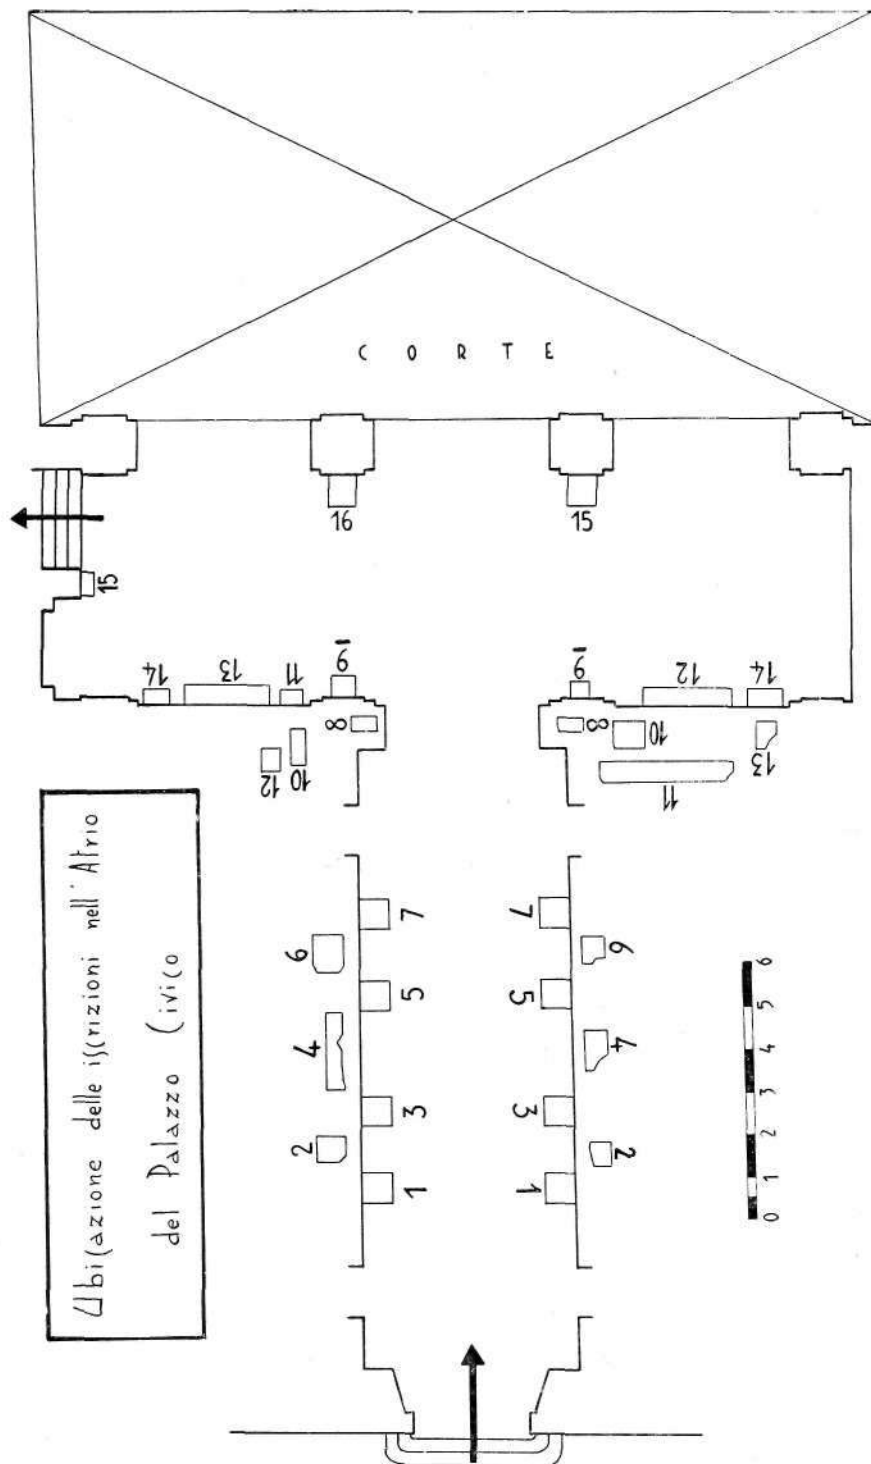 CORTE
16 15
15
14 13 11 9 9 12 14
8 8
12 10 10 13
11
Ubicazione delle iscrizioni nell'Atrio
del Palazzo Civico
7 7
6 6
5 5
4 4
3 3
2 2
1 1
0 1 2 3 4 5 6